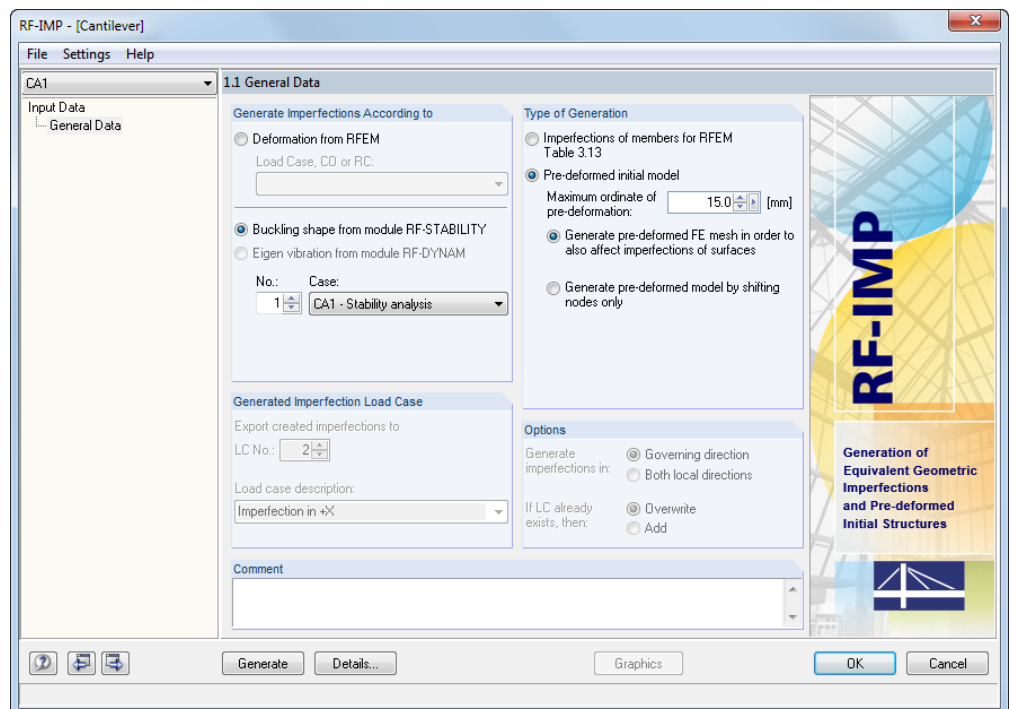 RF-IMP - [Cantilever]
File Settings Help
CA1
Input Data
General Data
1.1 General Data
Generate Imperfections According to
Deformation from RFEM
Load Case, CO or RC:
Buckling shape from module RF-STABILITY
Eigen vibration from module RF-DYNAM
No.: Case:
1 CA1 - Stability analysis
Generated Imperfection Load Case
Export created imperfections to
LC No.: 2
Load case description:
Imperfection in +X
Type of Generation
Imperfections of members for RFEM
Table 3.13
Pre-deformed initial model
Maximum ordinate of
pre-deformation:
15.0 [mm]
Generate pre-deformed FE mesh in order to
also affect imperfections of surfaces
Generate pre-deformed model by shifting
nodes only
Options
Generate
imperfections in:
Governing direction
Both local directions
If LC already
exists, then:
Overwrite
Add
Comment
RF-IMP
Generation of
Equivalent Geometric
Imperfections
and Pre-deformed
Initial Structures
Generate Details... Graphics OK Cancel